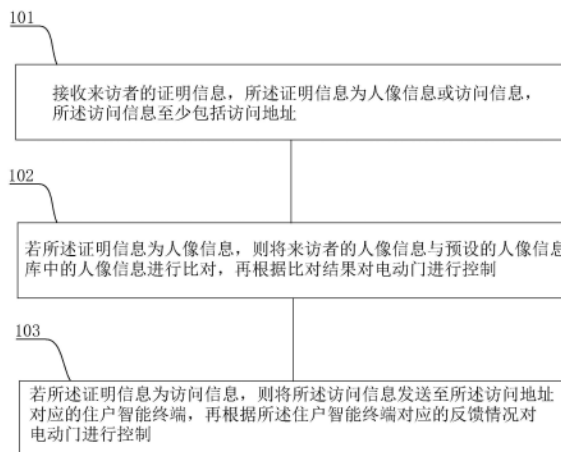 101
接收来访者的证明信息，所述证明信息为人像信息或访问信息，
所述访问信息至少包括访问地址
102
若所述证明信息为人像信息，则将来访者的人像信息与预设的人像信息
库中的人像信息进行比对，再根据比对结果对电动门进行控制
103
若所述证明信息为访问信息，则将所述访问信息发送至所述访问地址
对应的住户智能终端，再根据所述住户智能终端对应的反馈情况对
电动门进行控制